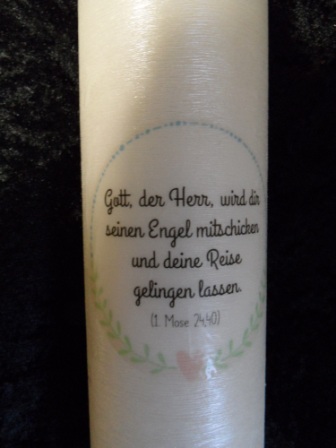 Gott, der Herr, wird dir
seinen Engel mitschicken
und deine Reise
gelingen lassen.
(1. Mose 24,40)